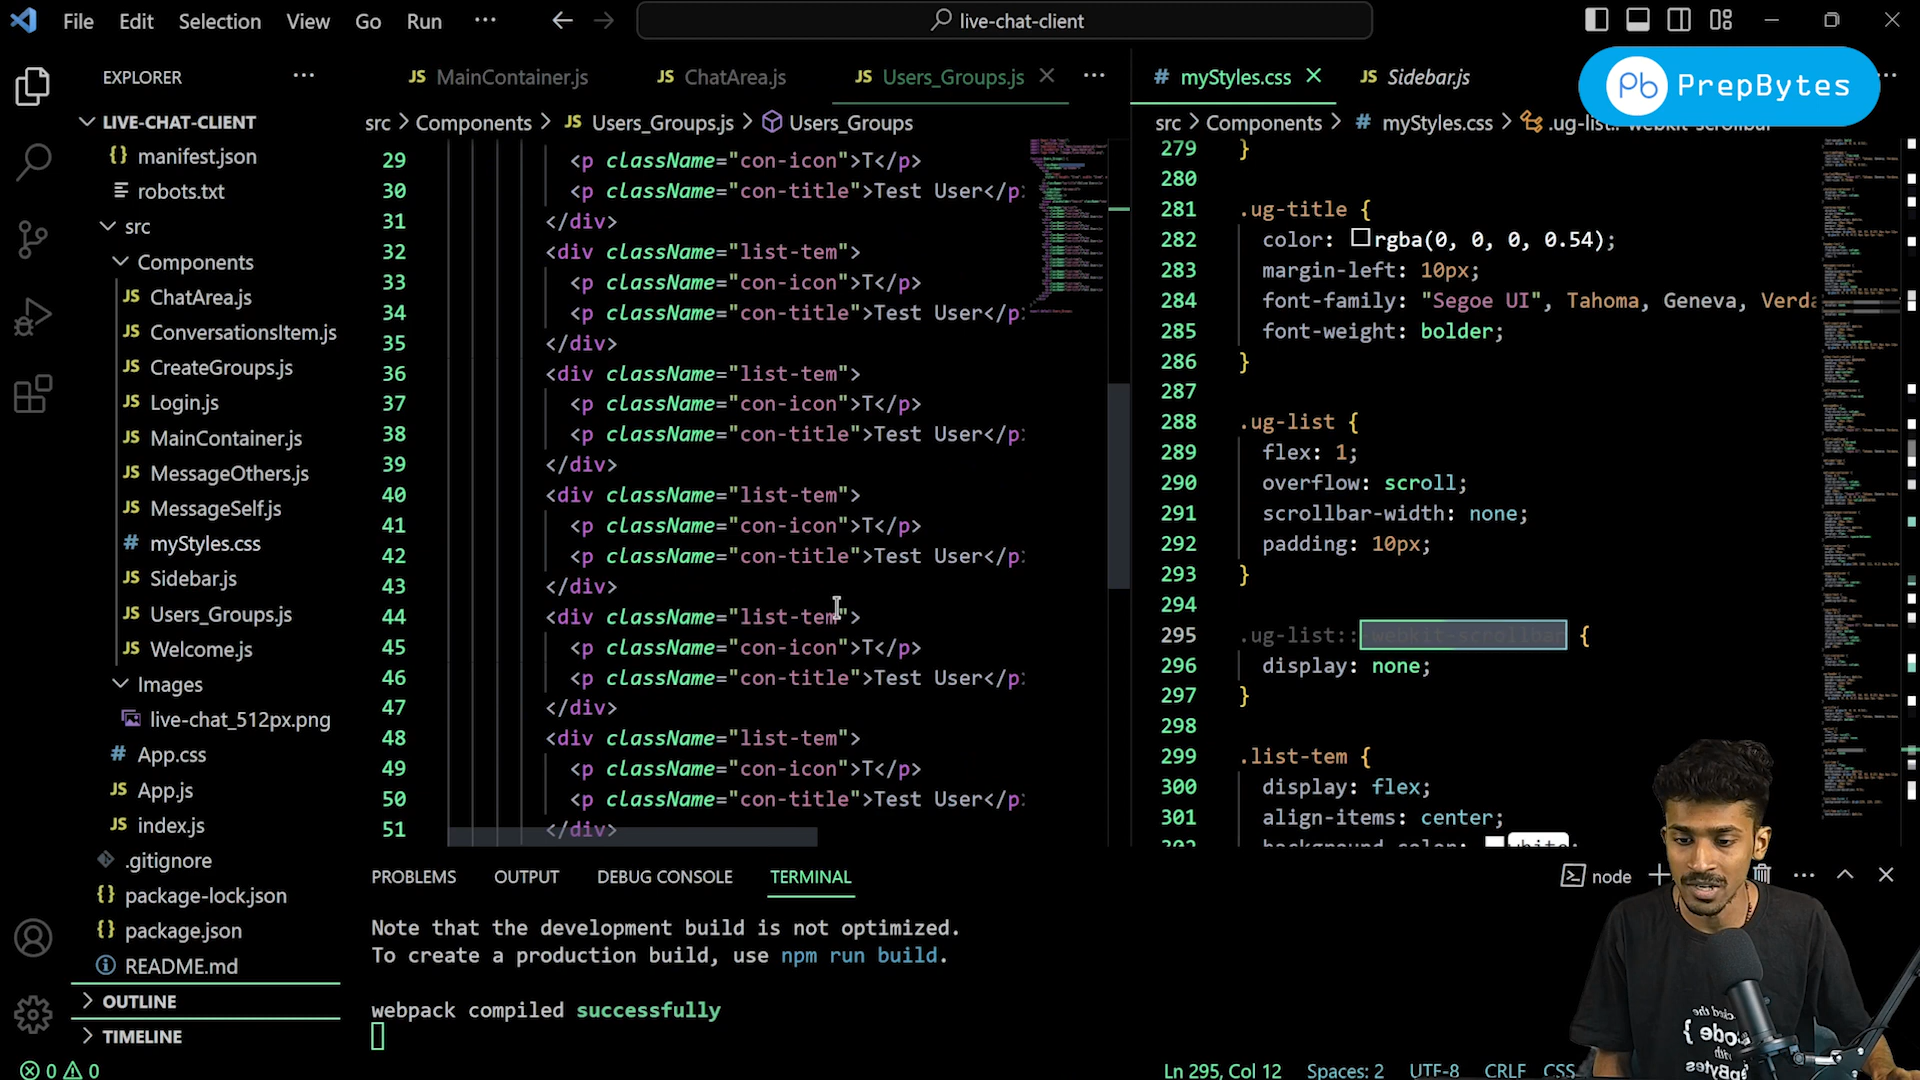 File Edit Selection View Go Run ··· live-chat-client
PrepBytes
EXPLORER
LIVE-CHAT-CLIENT
manifest.json
robots.txt
src
Components
ChatArea.js
ConversationsItem.js
CreateGroups.js
Login.js
MainContainer.js
MessageOthers.js
MessageSelf.js
myStyles.css
Sidebar.js
Users_Groups.js
Welcome.js
Images
live-chat_512px.png
App.css
App.js
index.js
.gitignore
package-lock.json
package.json
README.md
OUTLINE
TIMELINE
MainContainer.js ChatArea.js Users_Groups.js
src > Components > Users_Groups.js > Users_Groups
29 <p className="con-icon">T</p>
30 <p className="con-title">Test User</p>
31 </div>
32 <div className="list-tem">
33 <p className="con-icon">T</p>
34 <p className="con-title">Test User</p>
35 </div>
36 <div className="list-tem">
37 <p className="con-icon">T</p>
38 <p className="con-title">Test User</p>
39 </div>
40 <div className="list-tem">
41 <p className="con-icon">T</p>
42 <p className="con-title">Test User</p>
43 </div>
44 <div className="list-tem">
45 <p className="con-icon">T</p>
46 <p className="con-title">Test User</p>
47 </div>
48 <div className="list-tem">
49 <p className="con-icon">T</p>
50 <p className="con-title">Test User</p>
51 </div>
myStyles.css Sidebar.js
src > Components > # myStyles.css > .ug-list::-webkit-scrollbar
279 }
280
281 .ug-title {
282 color: rgba(0, 0, 0, 0.54);
283 margin-left: 10px;
284 font-family: "Segoe UI", Tahoma, Geneva, Verda
285 font-weight: bolder;
286 }
287
288 .ug-list {
289 flex: 1;
290 overflow: scroll;
291 scrollbar-width: none;
292 padding: 10px;
293 }
294
295 .ug-list::-webkit-scrollbar {
296 display: none;
297 }
298
299 .list-tem {
300 display: flex;
301 align-items: center;
302 background-color: white;
PROBLEMS OUTPUT DEBUG CONSOLE TERMINAL
node
Note that the development build is not optimized.
To create a production build, use npm run build.
webpack compiled successfully
0 0
Ln 295, Col 12 Spaces: 2 UTF-8 CRLF CSS